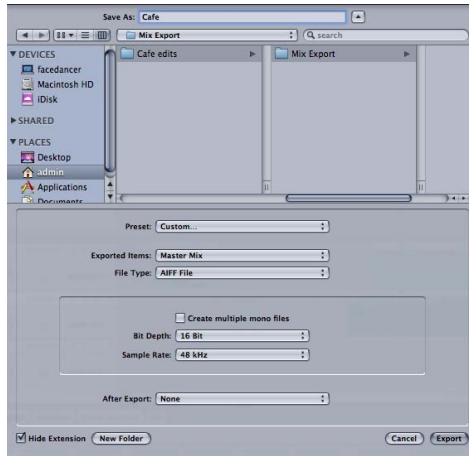 Save As: Cafe
Mix Export
search
DEVICES
facedancer
Macintosh HD
iDisk
SHARED
PLACES
Desktop
admin
Applications
Documents
Cafe edits
Mix Export
Preset: Custom...
Exported Items: Master Mix
File Type: AIFF File
Create multiple mono files
Bit Depth: 16 Bit
Sample Rate: 48 kHz
After Export: None
Hide Extension New Folder Cancel Export